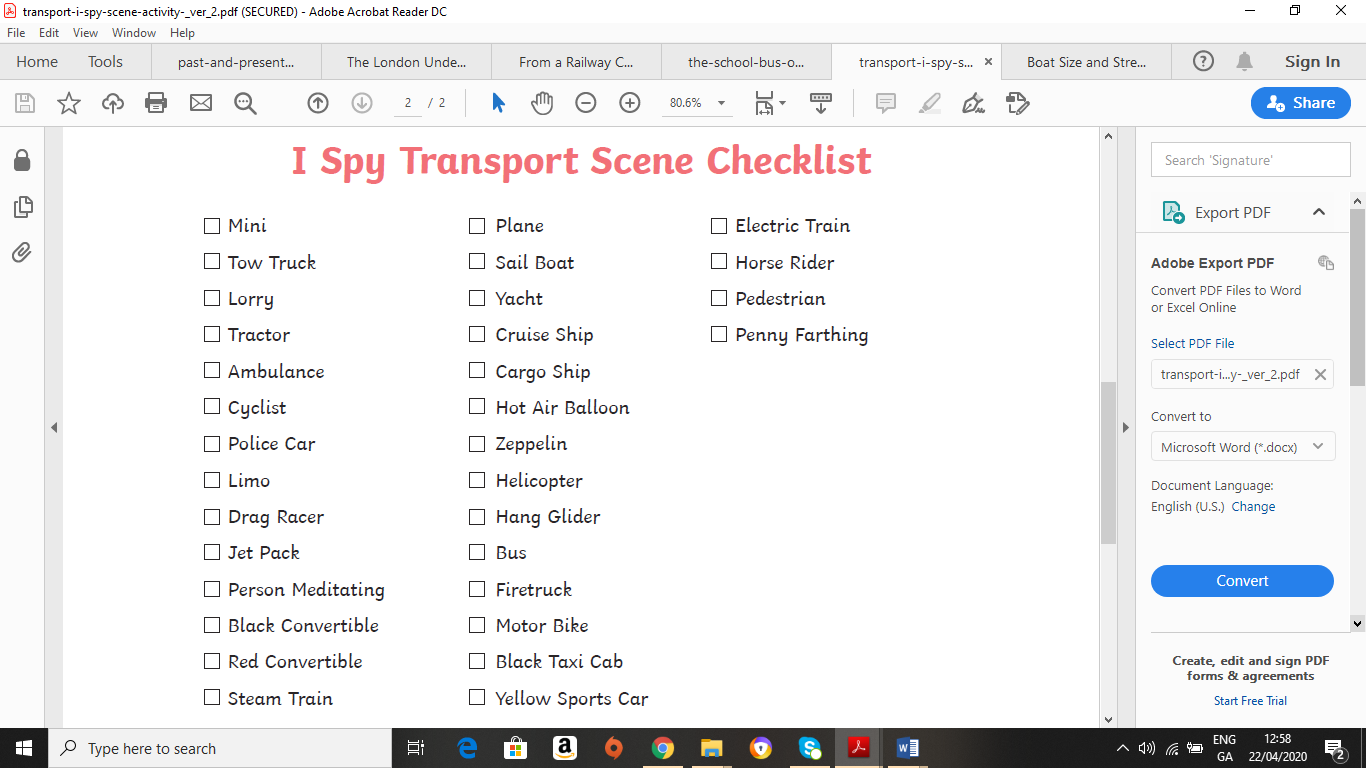 transport-i-spy-scene-activity-_ver_2.pdf (SECURED) - Adobe Acrobat Reader DC
File Edit View Window Help
Home Tools past-and-present... The London Unde... From a Railway C... the-school-bus-o... transport-i-spy-s... Boat Size and Stre... Sign In
2 / 2 80.6% Share
I Spy Transport Scene Checklist
Mini
Tow Truck
Lorry
Tractor
Ambulance
Cyclist
Police Car
Limo
Drag Racer
Jet Pack
Person Meditating
Black Convertible
Red Convertible
Steam Train
Plane
Sail Boat
Yacht
Cruise Ship
Cargo Ship
Hot Air Balloon
Zeppelin
Helicopter
Hang Glider
Bus
Firetruck
Motor Bike
Black Taxi Cab
Yellow Sports Car
Electric Train
Horse Rider
Pedestrian
Penny Farthing
Search 'Signature'
Export PDF
Adobe Export PDF
Convert PDF Files to Word
or Excel Online
Select PDF File
transport-i...y-_ver_2.pdf
Convert to
Microsoft Word (*.docx)
Document Language:
English (U.S.) Change
Convert
Create, edit and sign PDF
forms & agreements
Start Free Trial
Type here to search
ENG
GA
12:58
22/04/2020
2